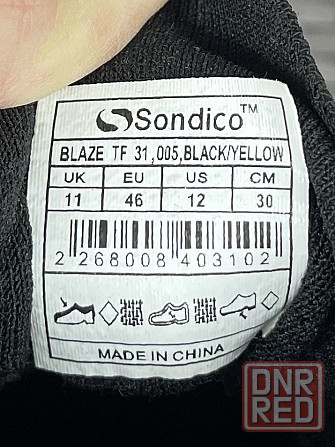 Sondico™
BLAZE TF 31,005,BLACK/YELLOW
UK EU US CM
11 46 12 30
2 268008 403102
MADE IN CHINA
DNR
RED